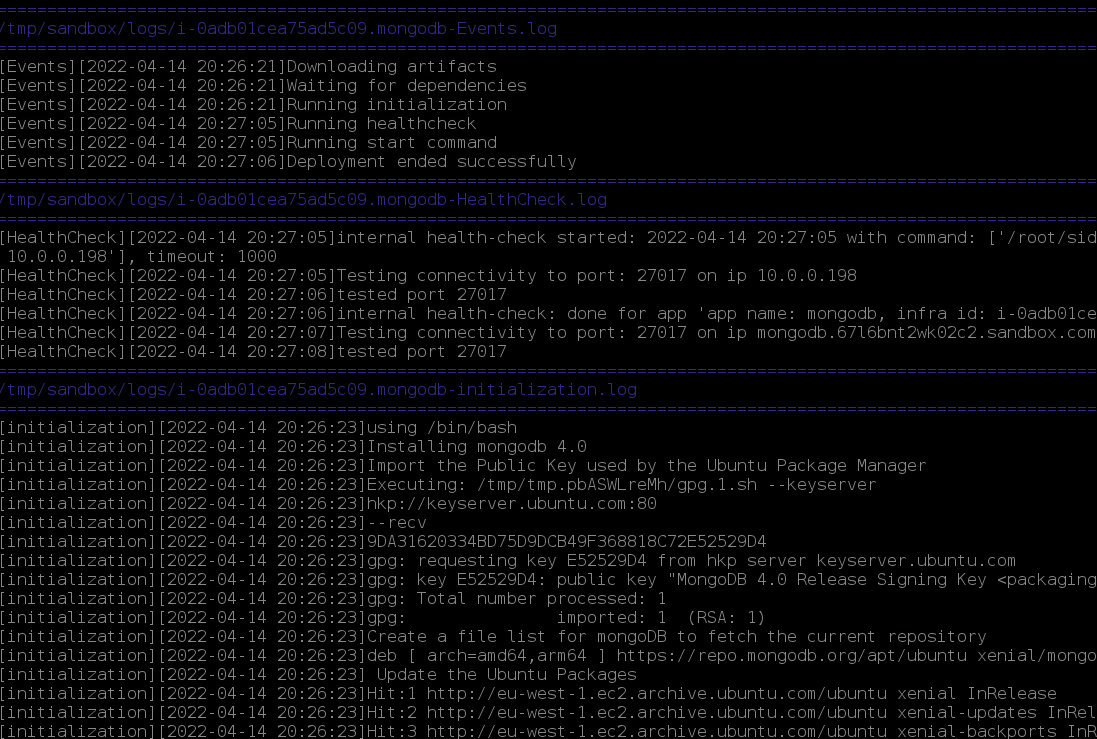 ================================================================================
/tmp/sandbox/logs/i-0adb01cea75ad5c09.mongodb-Events.log
================================================================================
[Events][2022-04-14 20:26:21]Downloading artifacts
[Events][2022-04-14 20:26:21]Waiting for dependencies
[Events][2022-04-14 20:26:21]Running initialization
[Events][2022-04-14 20:27:05]Running healthcheck
[Events][2022-04-14 20:27:05]Running start command
[Events][2022-04-14 20:27:06]Deployment ended successfully
================================================================================
/tmp/sandbox/logs/i-0adb01cea75ad5c09.mongodb-HealthCheck.log
================================================================================
[HealthCheck][2022-04-14 20:27:05]internal health-check started: 2022-04-14 20:27:05 with command: ['/root/sid
10.0.0.198'], timeout: 1000
[HealthCheck][2022-04-14 20:27:05]Testing connectivity to port: 27017 on ip 10.0.0.198
[HealthCheck][2022-04-14 20:27:06]tested port 27017
[HealthCheck][2022-04-14 20:27:06]internal health-check: done for app 'app name: mongodb, infra id: i-0adb01ce
[HealthCheck][2022-04-14 20:27:07]Testing connectivity to port: 27017 on ip mongodb.67l6bnt2wk02c2.sandbox.com
[HealthCheck][2022-04-14 20:27:08]tested port 27017
================================================================================
/tmp/sandbox/logs/i-0adb01cea75ad5c09.mongodb-initialization.log
================================================================================
[initialization][2022-04-14 20:26:23]using /bin/bash
[initialization][2022-04-14 20:26:23]Installing mongodb 4.0
[initialization][2022-04-14 20:26:23]Import the Public Key used by the Ubuntu Package Manager
[initialization][2022-04-14 20:26:23]Executing: /tmp/tmp.pbASWLreMh/gpg.1.sh --keyserver
[initialization][2022-04-14 20:26:23]hkp://keyserver.ubuntu.com:80
[initialization][2022-04-14 20:26:23]--recv
[initialization][2022-04-14 20:26:23]9DA31620334BD75D9DCB49F368818C72E52529D4
[initialization][2022-04-14 20:26:23]gpg: requesting key E52529D4 from hkp server keyserver.ubuntu.com
[initialization][2022-04-14 20:26:23]gpg: key E52529D4: public key "MongoDB 4.0 Release Signing Key <packaging
[initialization][2022-04-14 20:26:23]gpg: Total number processed: 1
[initialization][2022-04-14 20:26:23]gpg:               imported: 1  (RSA: 1)
[initialization][2022-04-14 20:26:23]Create a file list for mongoDB to fetch the current repository
[initialization][2022-04-14 20:26:23]deb [ arch=amd64,arm64 ] https://repo.mongodb.org/apt/ubuntu xenial/mongo
[initialization][2022-04-14 20:26:23] Update the Ubuntu Packages
[initialization][2022-04-14 20:26:23]Hit:1 http://eu-west-1.ec2.archive.ubuntu.com/ubuntu xenial InRelease
[initialization][2022-04-14 20:26:23]Hit:2 http://eu-west-1.ec2.archive.ubuntu.com/ubuntu xenial-updates InRel
[initialization][2022-04-14 20:26:23]Hit:3 http://eu-west-1.ec2.archive.ubuntu.com/ubuntu xenial-backports InR